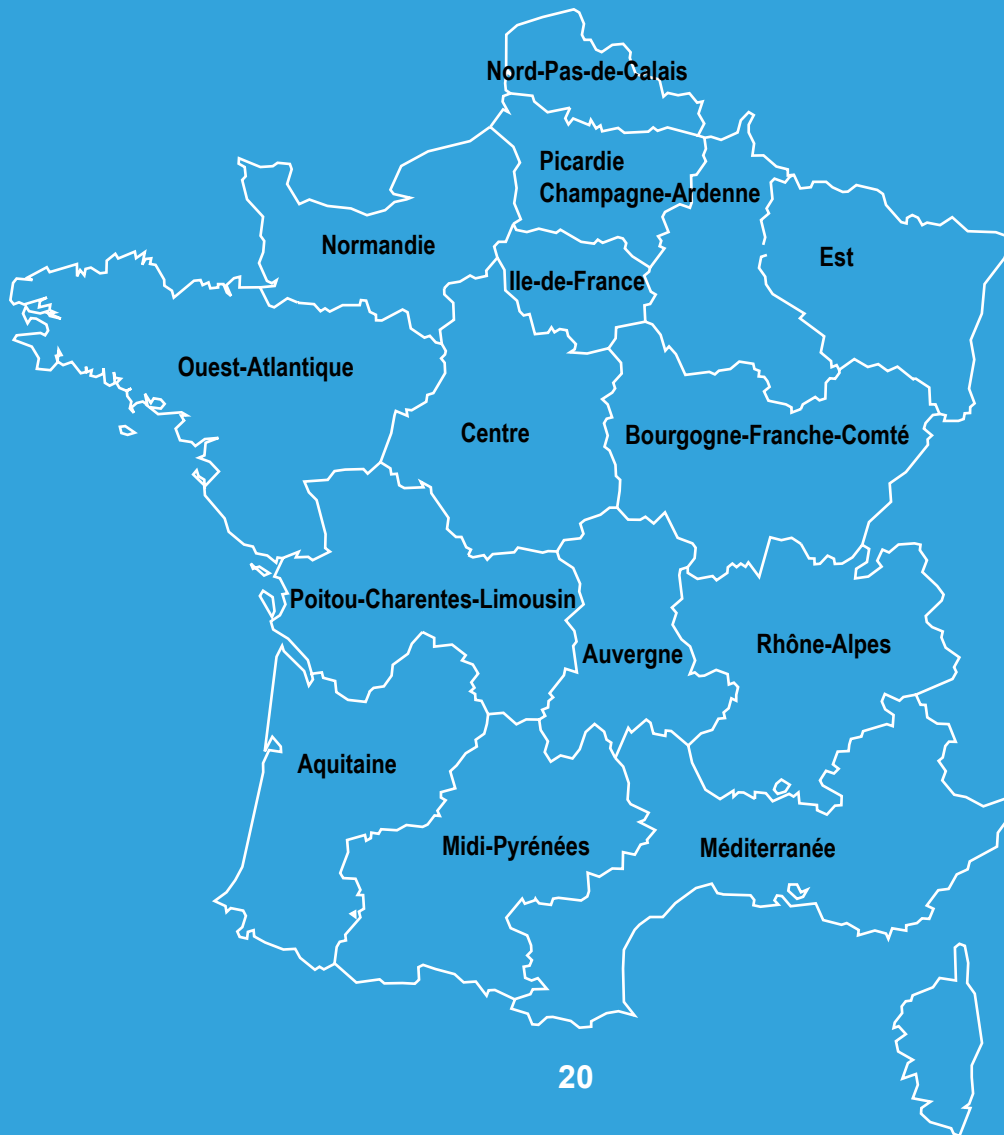 Nord-Pas-de-Calais
Picardie
Champagne-Ardenne
Normandie
Est
Ile-de-France
Ouest-Atlantique
Centre
Bourgogne-Franche-Comté
Poitou-Charentes-Limousin
Auvergne
Rhône-Alpes
Aquitaine
Midi-Pyrénées
Méditerranée
20